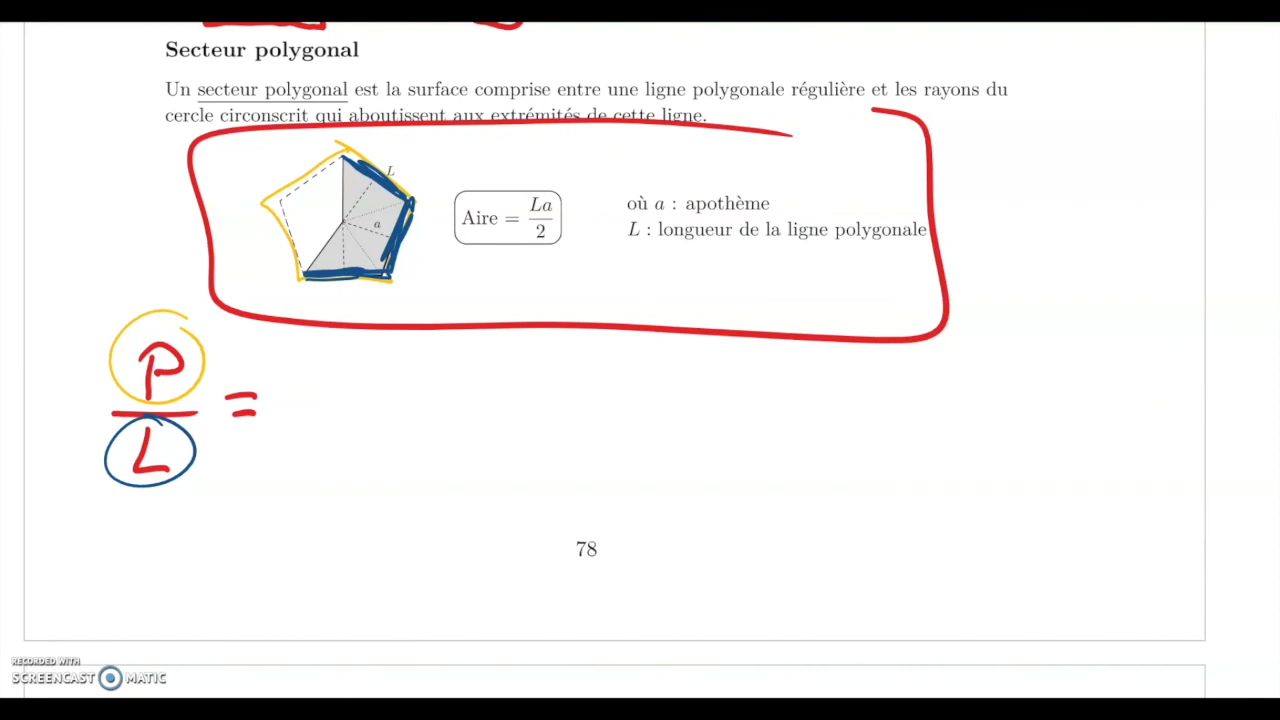 Secteur polygonal
Un secteur polygonal est la surface comprise entre une ligne polygonale régulière et les rayons du
cercle circonscrit qui aboutissent aux extrémités de cette ligne.
L
a
Aire = La/2
où a : apothème
L : longueur de la ligne polygonale
P/L =
78
RECORDED WITH
SCREENCAST MATIC